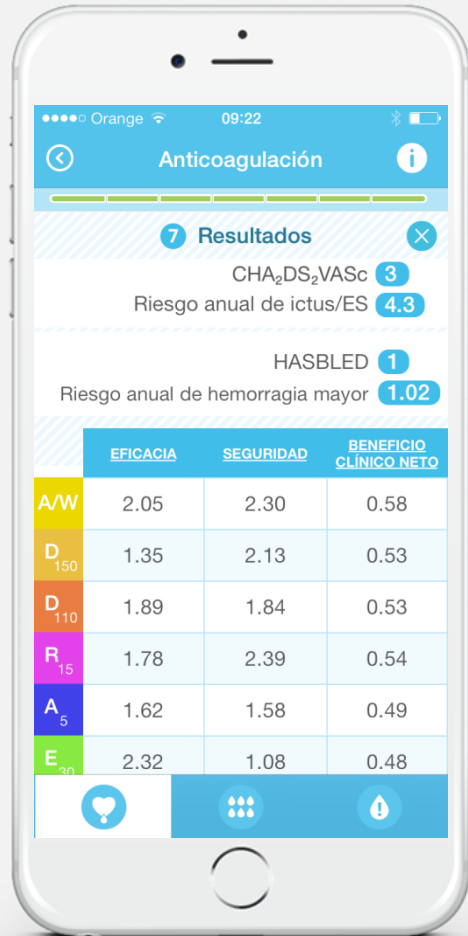 Orange 09:22
Anticoagulación i
7 Resultados
CHA₂DS₂VASc 3
Riesgo anual de ictus/ES 4.3
HASBLED 1
Riesgo anual de hemorragia mayor 1.02
EFICACIA SEGURIDAD BENEFICIO
CLÍNICO NETO
A/W 2.05 2.30 0.58
D150 1.35 2.13 0.53
D110 1.89 1.84 0.53
R15 1.78 2.39 0.54
A5 1.62 1.58 0.49
E30 2.32 1.08 0.48